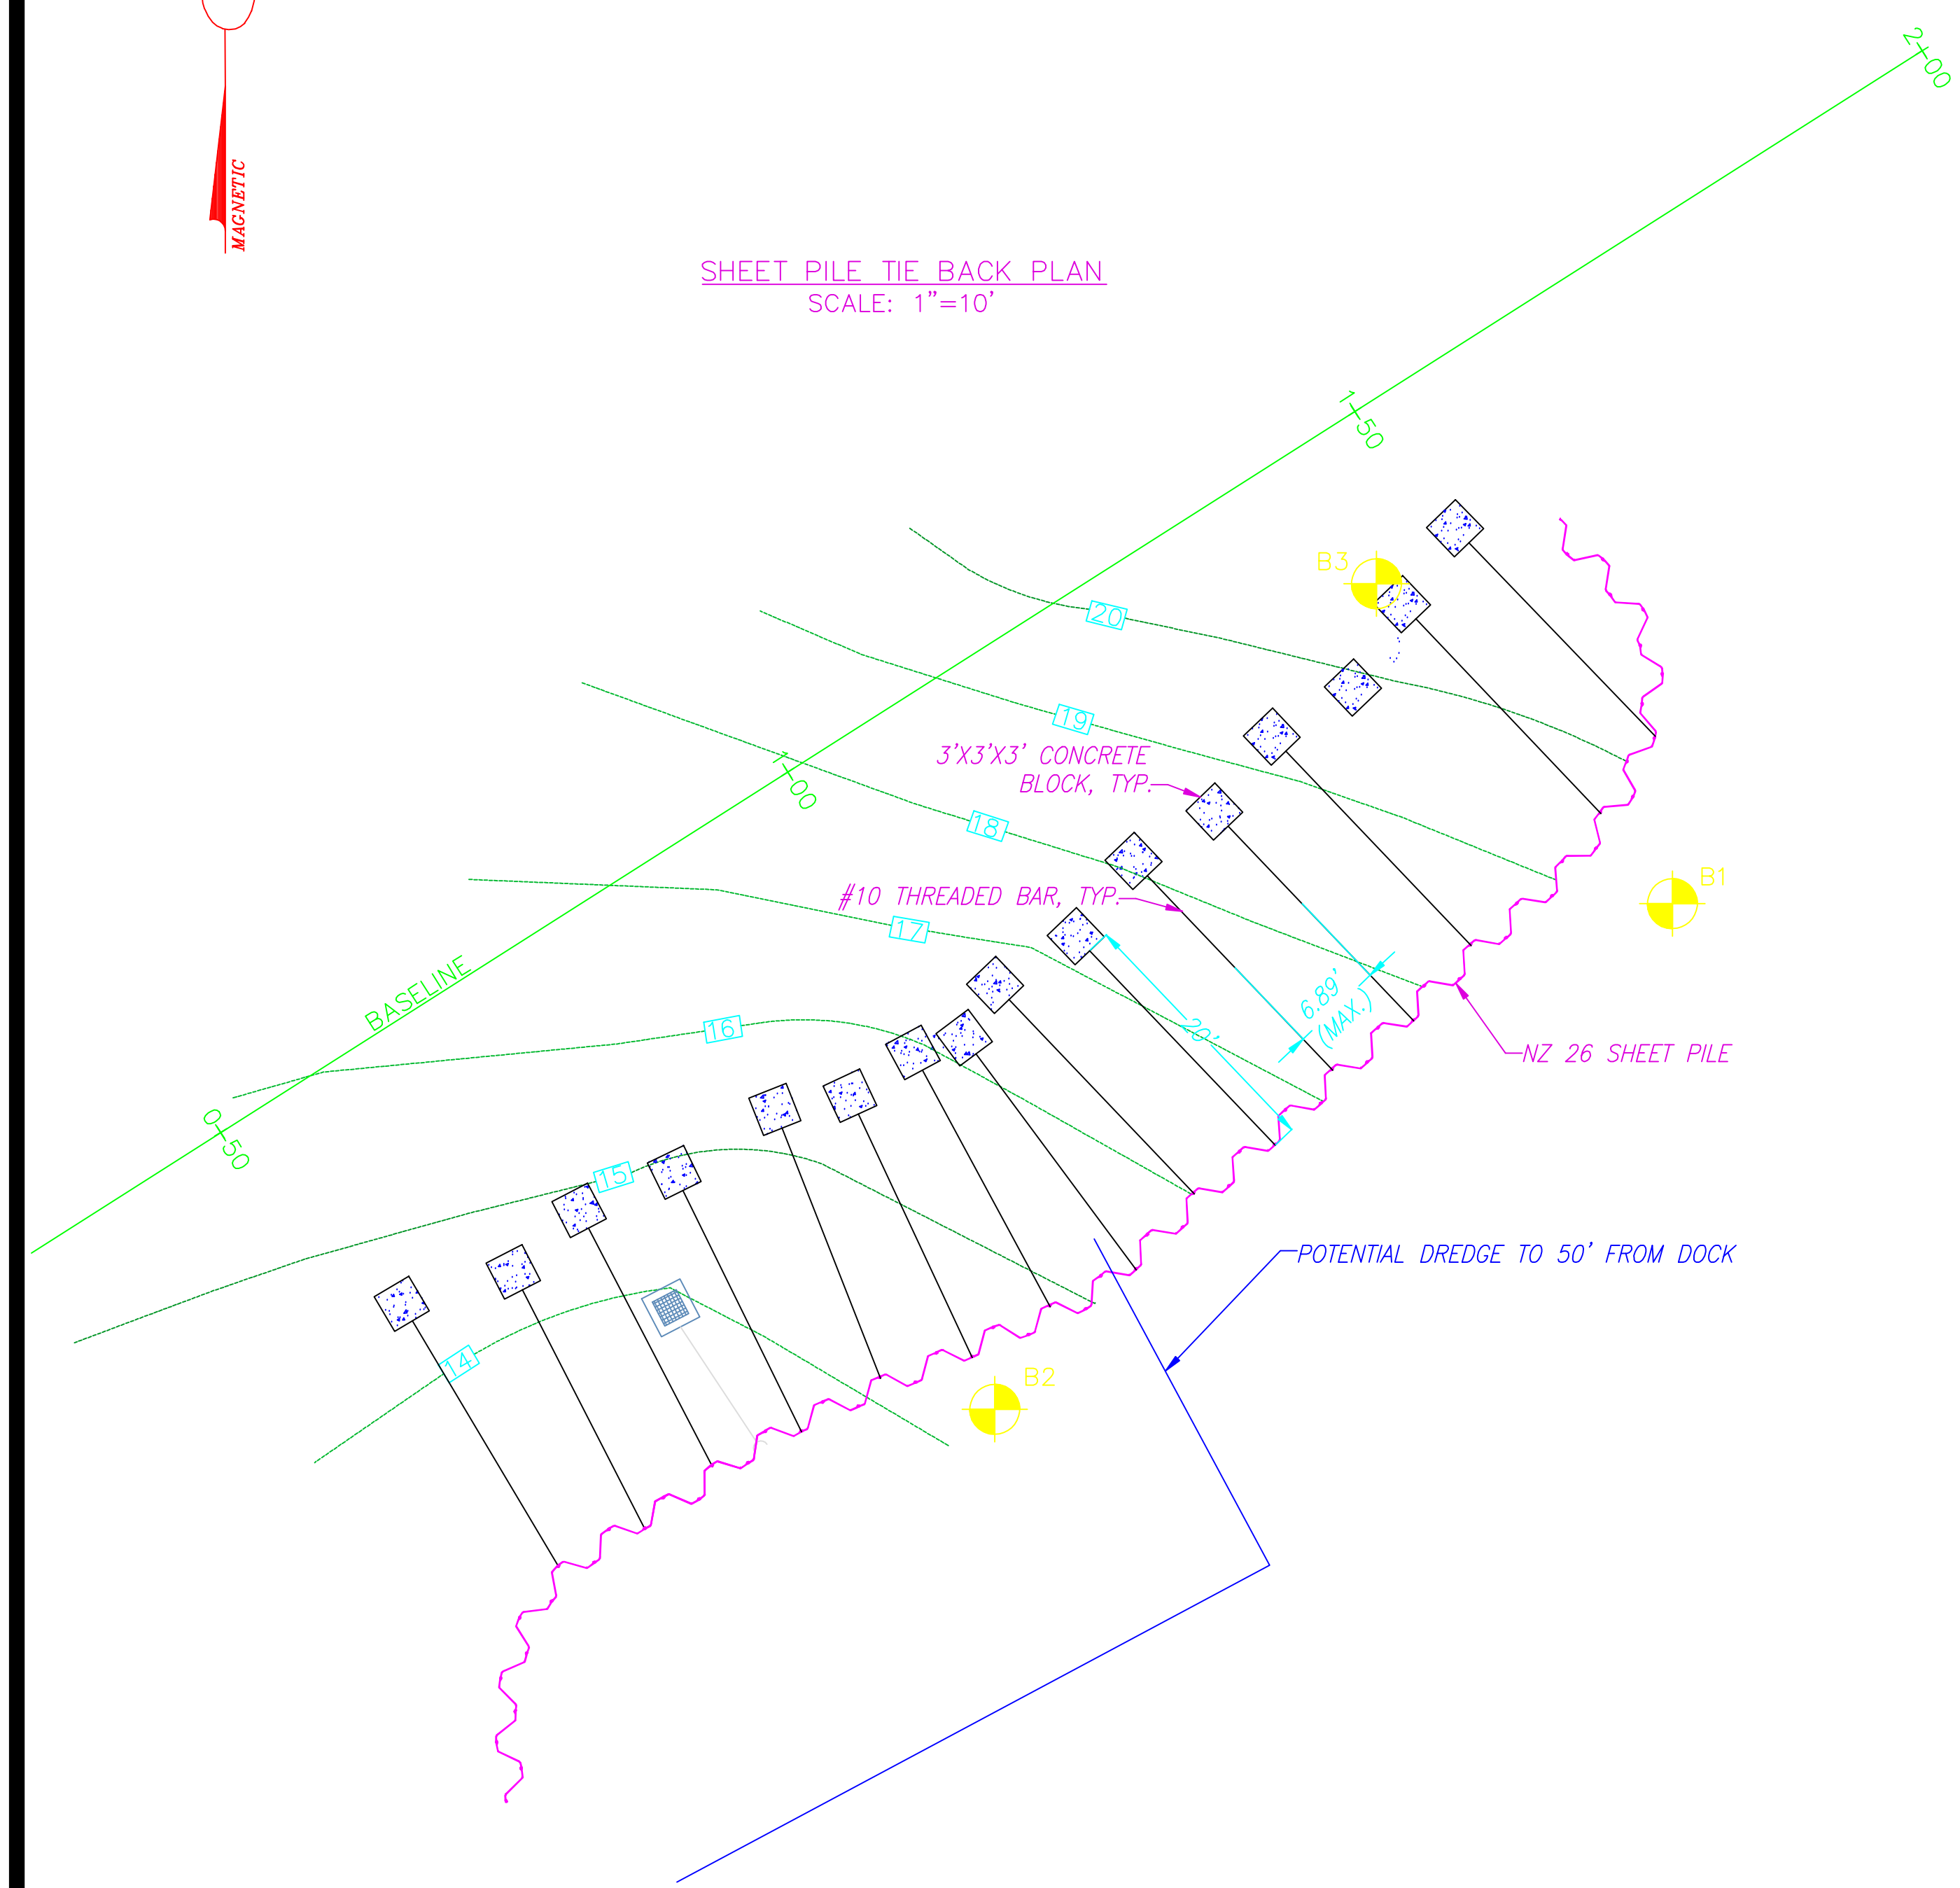 MAGNETIC
2+00
SHEET PILE TIE BACK PLAN
SCALE: 1"=10'
1+50
B3
20
19
3'X3'X3' CONCRETE
BLOCK, TYP.
1+00
18
#10 THREADED BAR, TYP.
B1
17
BASELINE
6.89'
(MAX.)
20'
16
NZ 26 SHEET PILE
0+50
15
POTENTIAL DREDGE TO 50' FROM DOCK
14
B2